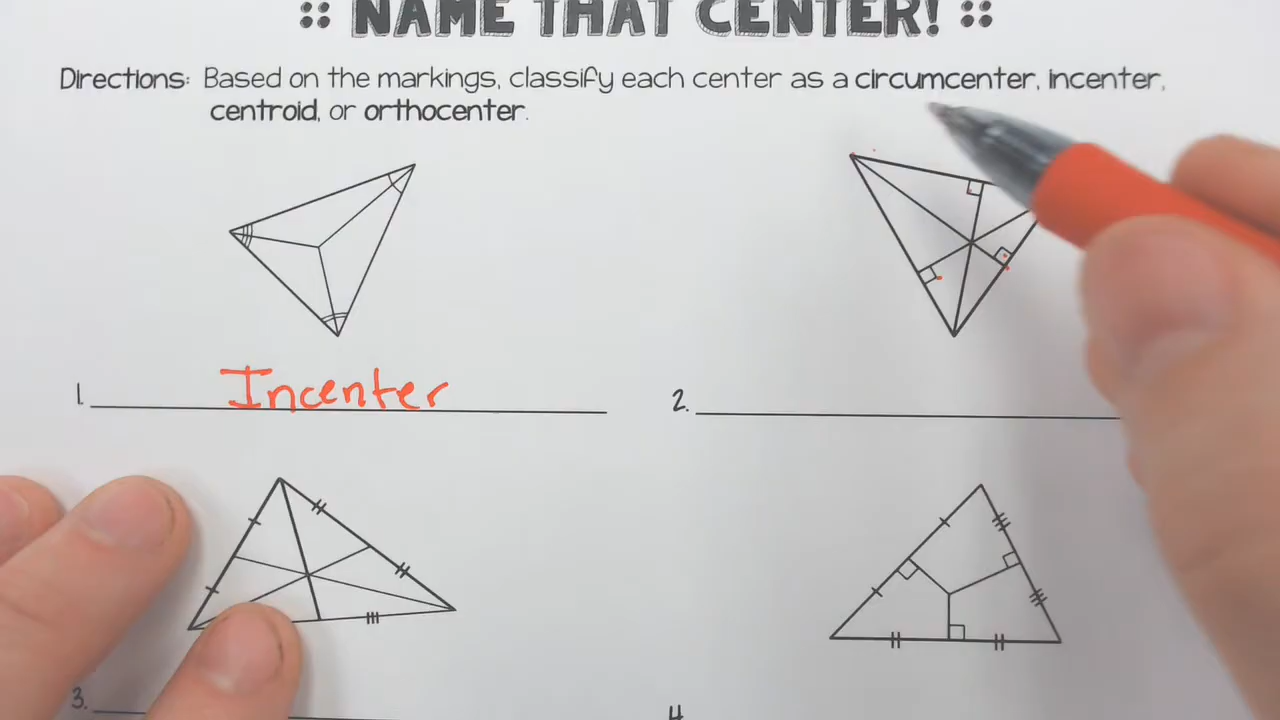 :: NAME THAT CENTER! ::
Directions: Based on the markings, classify each center as a circumcenter, incenter,
centroid, or orthocenter.
1. Incenter
2.
3.
4